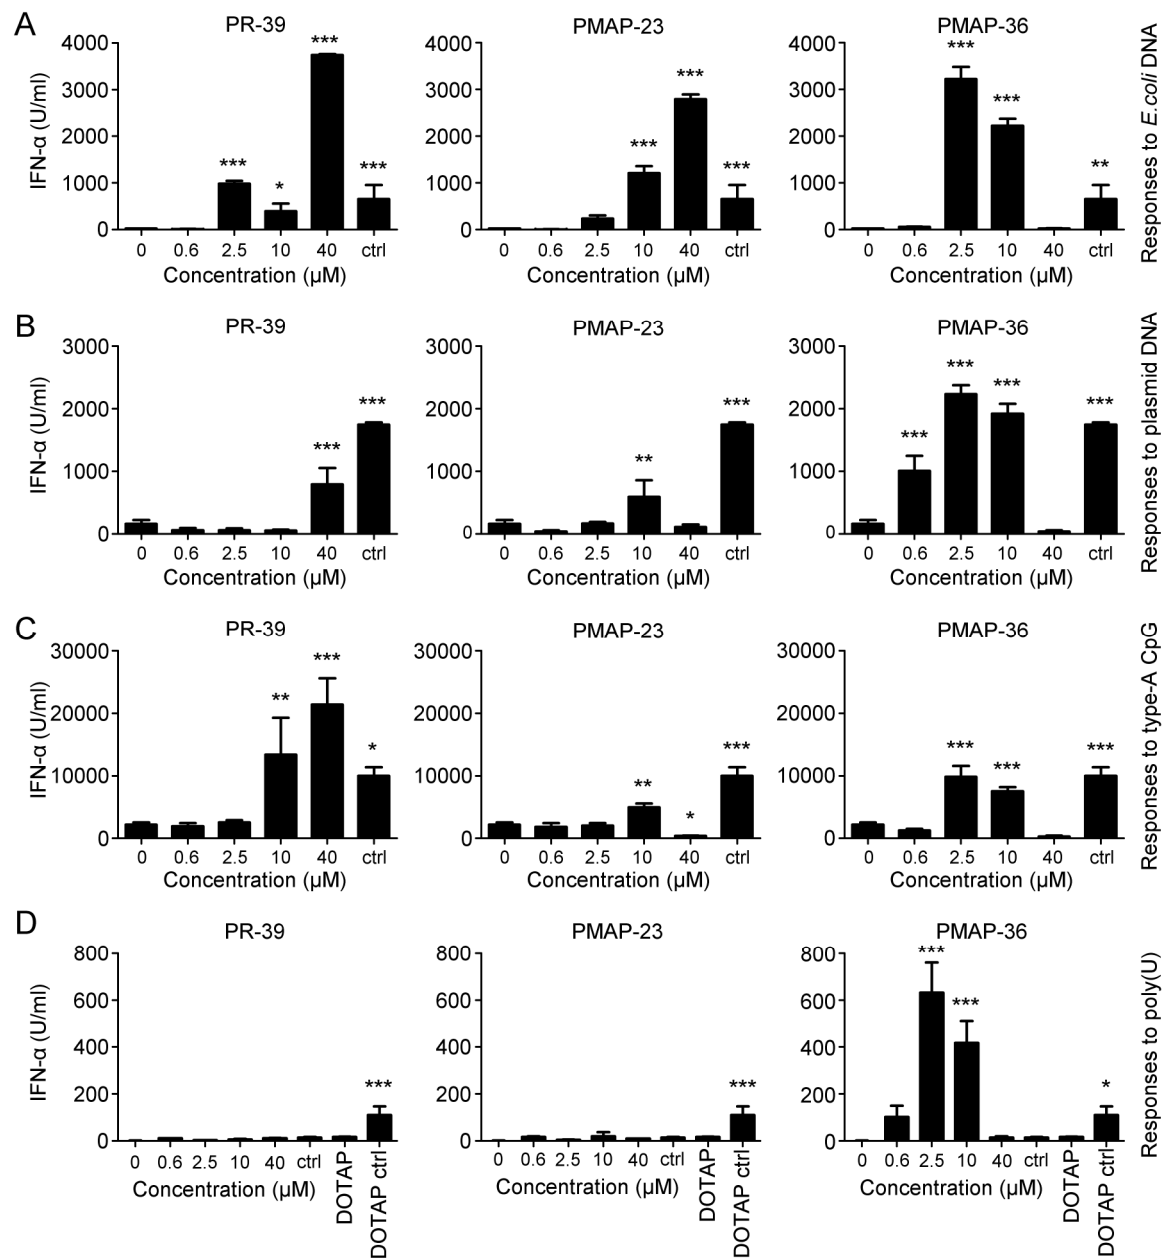 A
PR-39
PMAP-23
PMAP-36
IFN-α (U/ml)
4000
3000
2000
1000
0
***
*
***
***
0 0.6 2.5 10 40 ctrl
Concentration (μM)
4000
3000
2000
1000
0
***
***
***
0 0.6 2.5 10 40 ctrl
Concentration (μM)
4000
3000
2000
1000
0
***
***
**
0 0.6 2.5 10 40 ctrl
Concentration (μM)
Responses to E.coli DNA
B
PR-39
PMAP-23
PMAP-36
IFN-α (U/ml)
3000
2000
1000
0
***
***
0 0.6 2.5 10 40 ctrl
Concentration (μM)
3000
2000
1000
0
**
***
0 0.6 2.5 10 40 ctrl
Concentration (μM)
3000
2000
1000
0
***
***
***
***
0 0.6 2.5 10 40 ctrl
Concentration (μM)
Responses to plasmid DNA
C
PR-39
PMAP-23
PMAP-36
IFN-α (U/ml)
30000
20000
10000
0
**
***
*
0 0.6 2.5 10 40 ctrl
Concentration (μM)
30000
20000
10000
0
**
*
***
0 0.6 2.5 10 40 ctrl
Concentration (μM)
30000
20000
10000
0
***
***
***
0 0.6 2.5 10 40 ctrl
Concentration (μM)
Responses to type-A CpG
D
PR-39
PMAP-23
PMAP-36
IFN-α (U/ml)
800
600
400
200
0
***
0 0.6 2.5 10 40 ctrl DOTAP DOTAP ctrl
Concentration (μM)
800
600
400
200
0
***
0 0.6 2.5 10 40 ctrl DOTAP DOTAP ctrl
Concentration (μM)
800
600
400
200
0
***
***
*
0 0.6 2.5 10 40 ctrl DOTAP DOTAP ctrl
Concentration (μM)
Responses to poly(U)